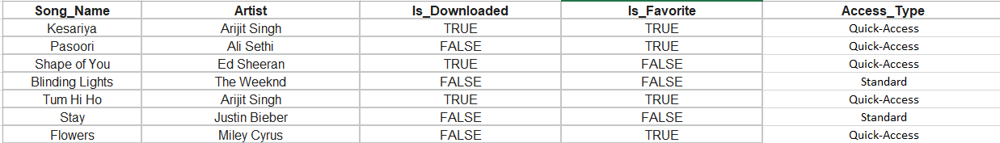 Song_Name Artist Is_Downloaded Is_Favorite Access_Type
Kesariya Arijit Singh TRUE TRUE Quick-Access
Pasoori Ali Sethi FALSE TRUE Quick-Access
Shape of You Ed Sheeran TRUE FALSE Quick-Access
Blinding Lights The Weeknd FALSE FALSE Standard
Tum Hi Ho Arijit Singh TRUE TRUE Quick-Access
Stay Justin Bieber FALSE FALSE Standard
Flowers Miley Cyrus FALSE TRUE Quick-Access